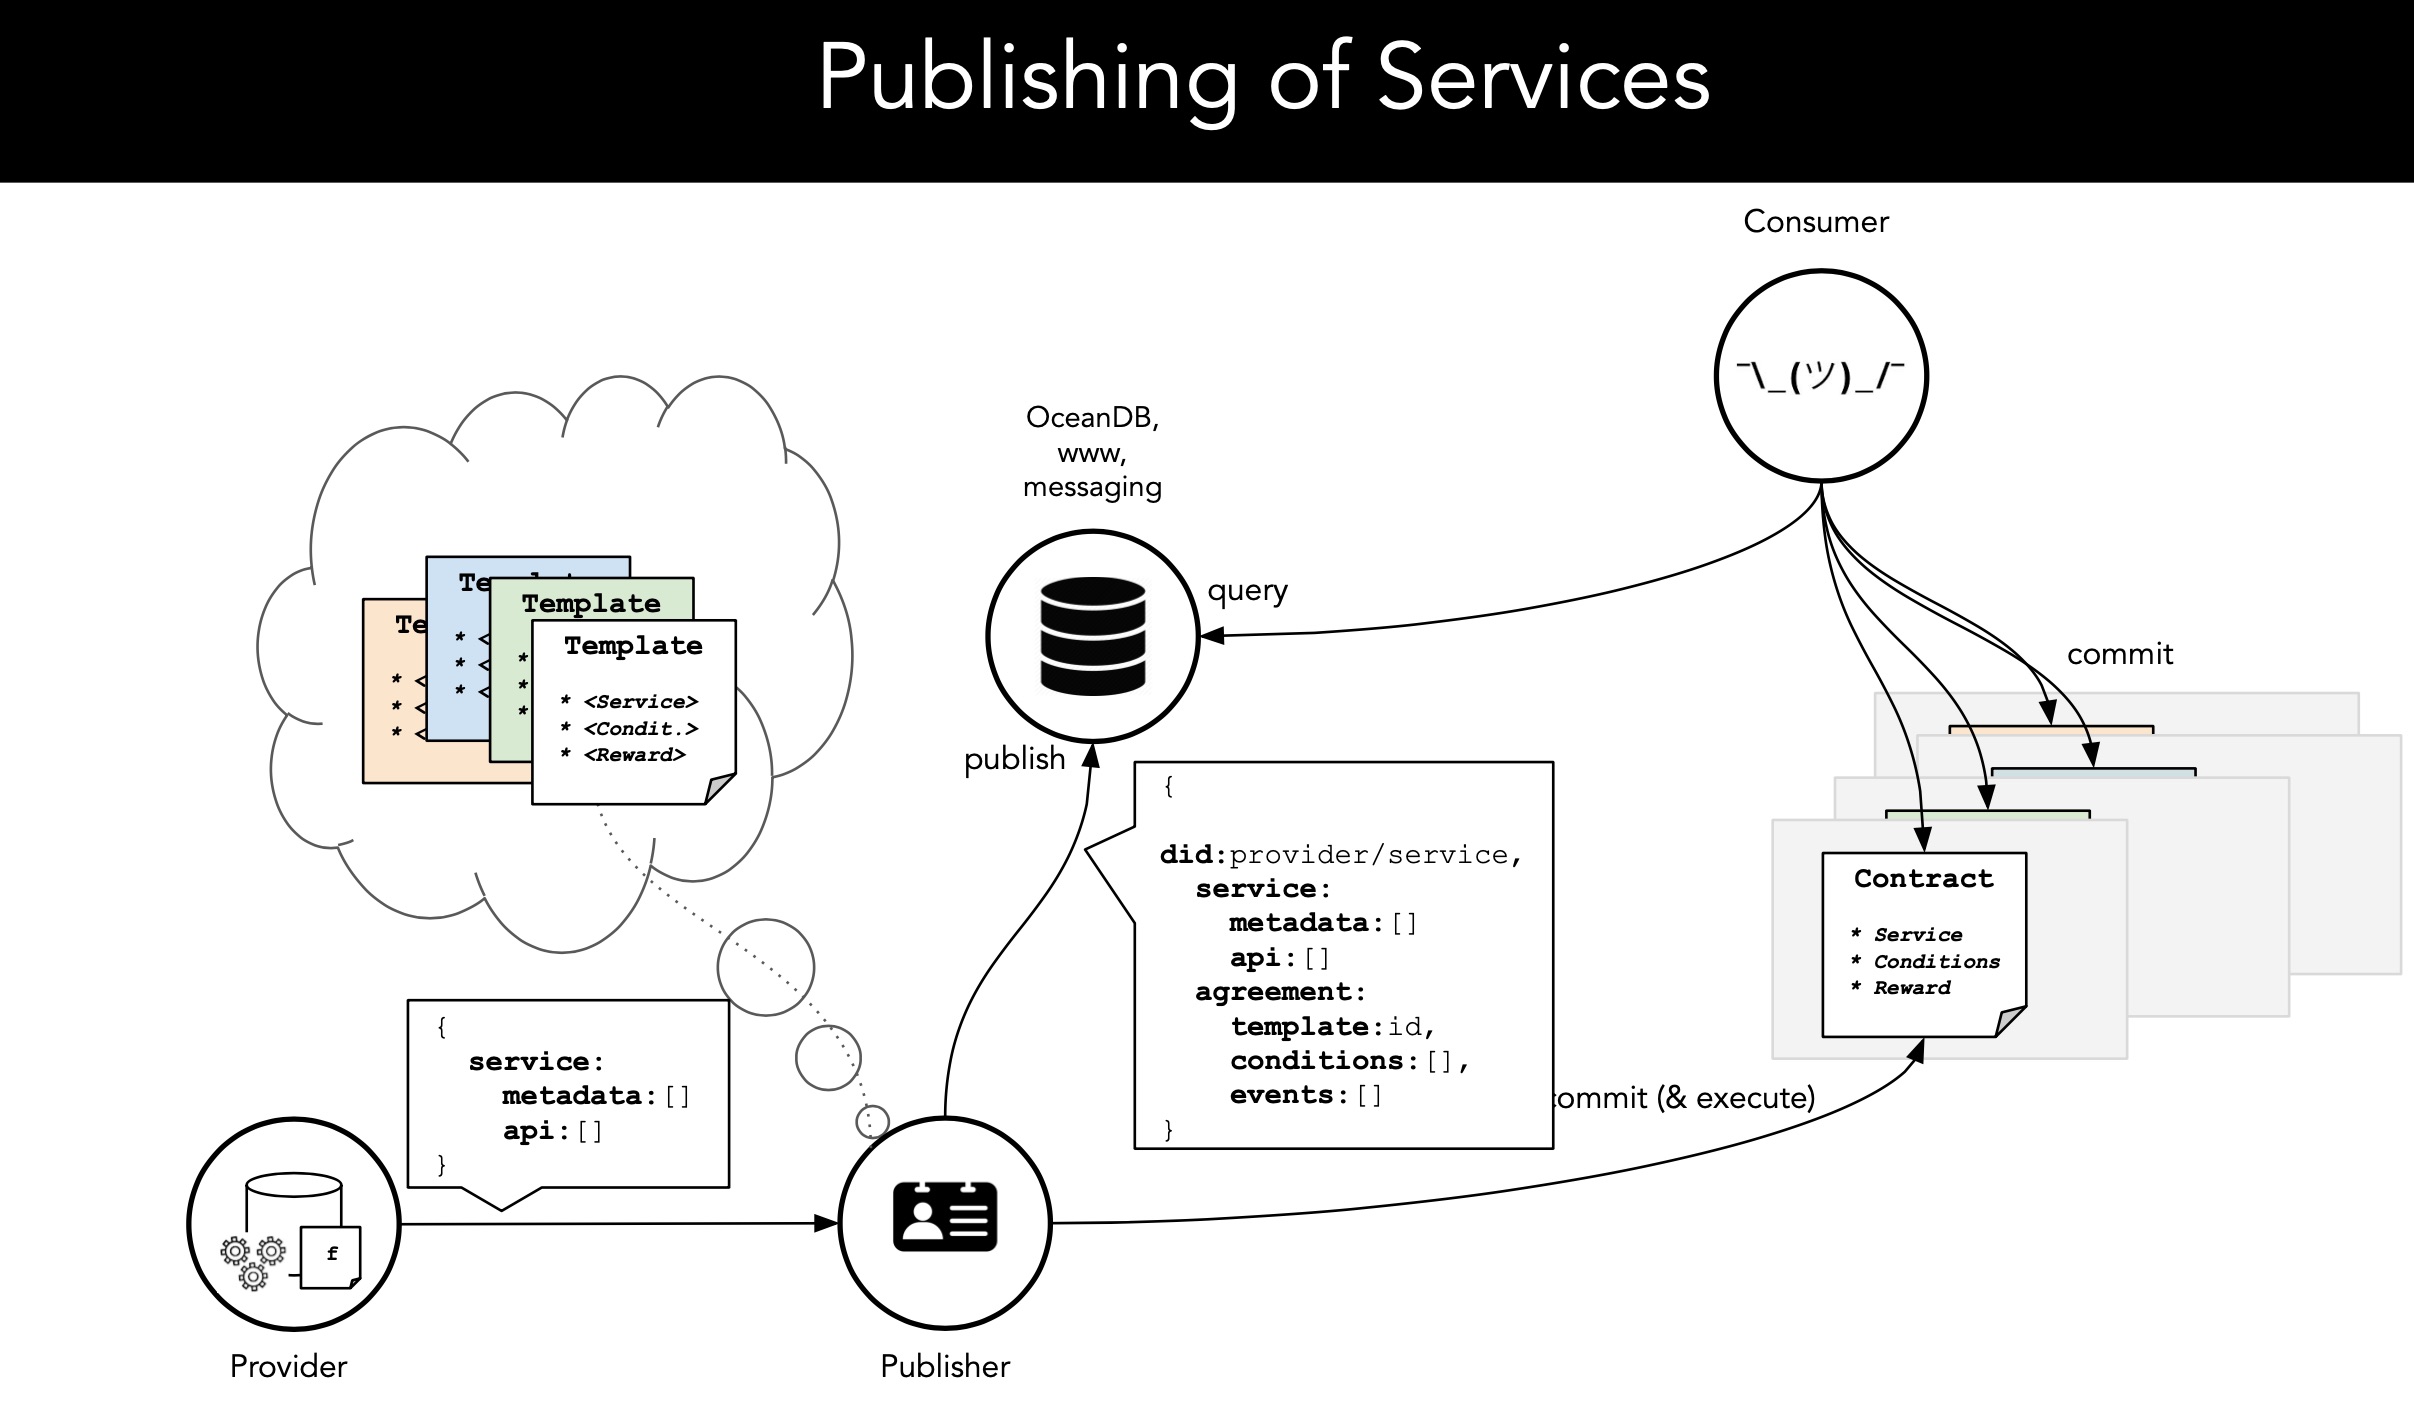 Publishing of Services
Consumer
¯\_(ツ)_/¯
OceanDB,
www,
messaging
query
commit
publish
Te
* <
* <
* <
Te
* <
* <
* <
Template
*
*
*
Template
* <Service>
* <Condit.>
* <Reward>
{
did:provider/service,
service:
metadata:[]
api:[]
agreement:
template:id,
conditions:[],
events:[]
}
Contract
* Service
* Conditions
* Reward
commit (& execute)
{
service:
metadata:[]
api:[]
}
f
Provider
Publisher